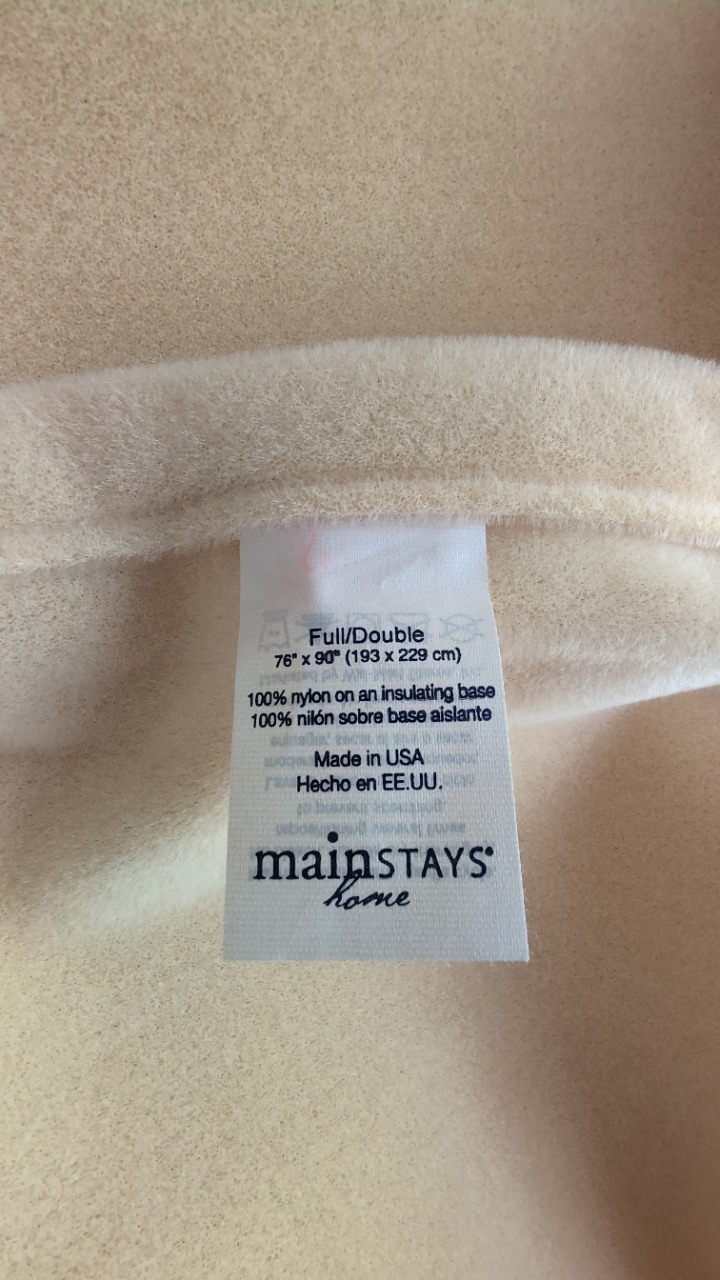 Full/Double
76" x 90" (193 x 229 cm)
100% nylon on an insulating base
100% nilón sobre base aislante
Made in USA
Hecho en EE.UU.
mainSTAYS
home